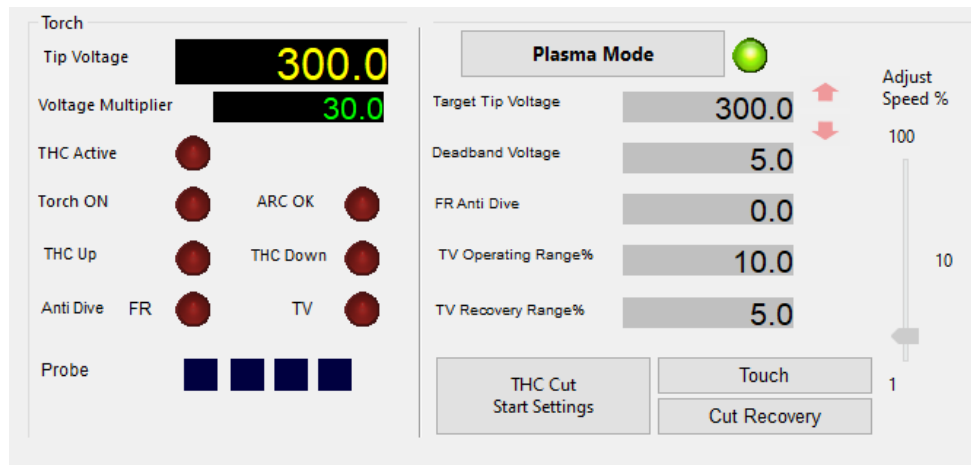 Torch
Tip Voltage 300.0
Voltage Multiplier 30.0
THC Active
Torch ON ARC OK
THC Up THC Down
Anti Dive FR TV
Probe
Plasma Mode
Target Tip Voltage 300.0
Deadband Voltage 5.0
FR Anti Dive 0.0
TV Operating Range% 10.0
TV Recovery Range% 5.0
THC Cut
Start Settings
Touch
Cut Recovery
Adjust
Speed %
100
10
1